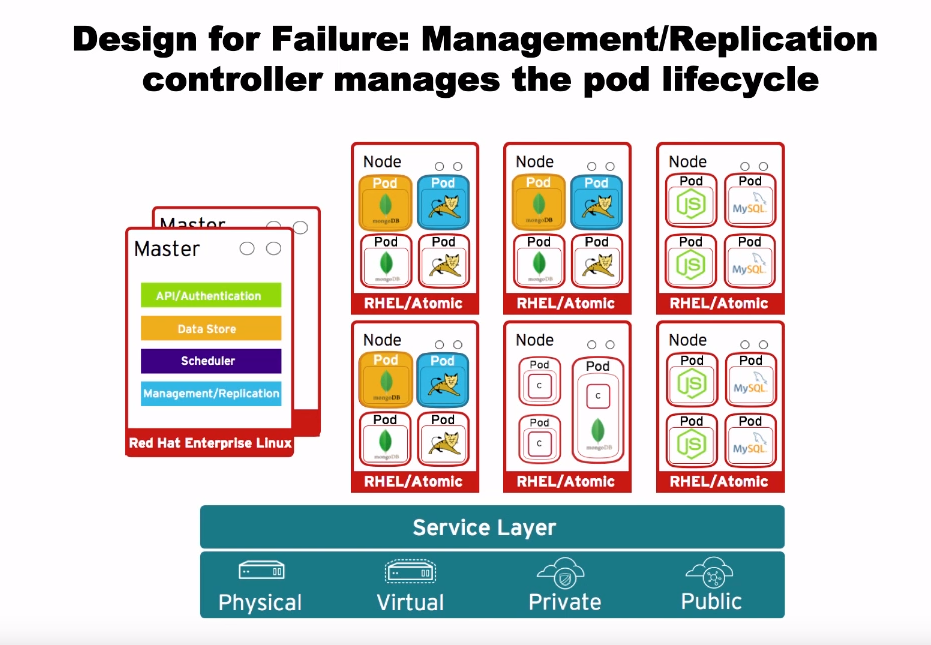 Design for Failure: Management/Replication
controller manages the pod lifecycle
Master
Master
API/Authentication
Data Store
Scheduler
Management/Replication
Red Hat Enterprise Linux
Node
Pod
Pod
mongoDB
Pod
Pod
mongoDB
RHEL/Atomic
Node
Pod
Pod
mongoDB
Pod
Pod
mongoDB
RHEL/Atomic
Node
Pod
Pod
JS
MySQL
Pod
Pod
JS
MySQL
RHEL/Atomic
Node
Pod
Pod
mongoDB
Pod
Pod
mongoDB
RHEL/Atomic
Node
Pod
Pod
C
C
Pod
C
mongoDB
RHEL/Atomic
Node
Pod
Pod
JS
MySQL
Pod
Pod
JS
MySQL
RHEL/Atomic
Service Layer
Physical
Virtual
Private
Public